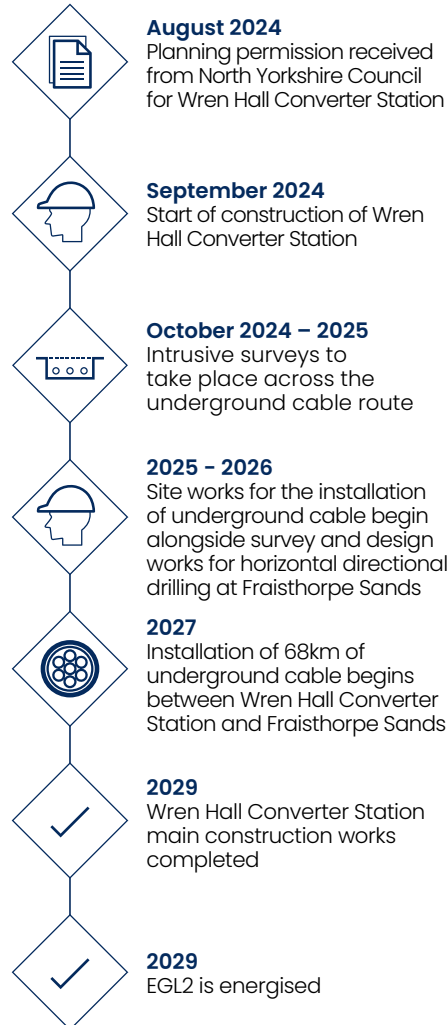 August 2024
Planning permission received
from North Yorkshire Council
for Wren Hall Converter Station
September 2024
Start of construction of Wren
Hall Converter Station
October 2024 – 2025
Intrusive surveys to
take place across the
underground cable route
2025 - 2026
Site works for the installation
of underground cable begin
alongside survey and design
works for horizontal directional
drilling at Fraisthorpe Sands
2027
Installation of 68km of
underground cable begins
between Wren Hall Converter
Station and Fraisthorpe Sands
2029
Wren Hall Converter Station
main construction works
completed
2029
EGL2 is energised